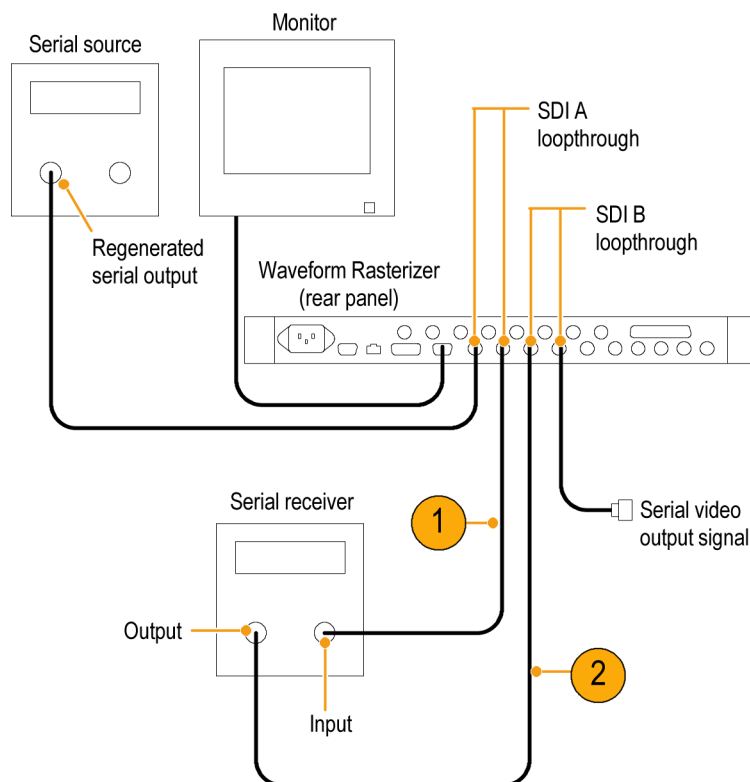 Monitor
Serial source
SDI A
loopthrough
SDI B
loopthrough
Regenerated
serial output
Waveform Rasterizer
(rear panel)
Serial receiver
1
Serial video
output signal
Output
2
Input